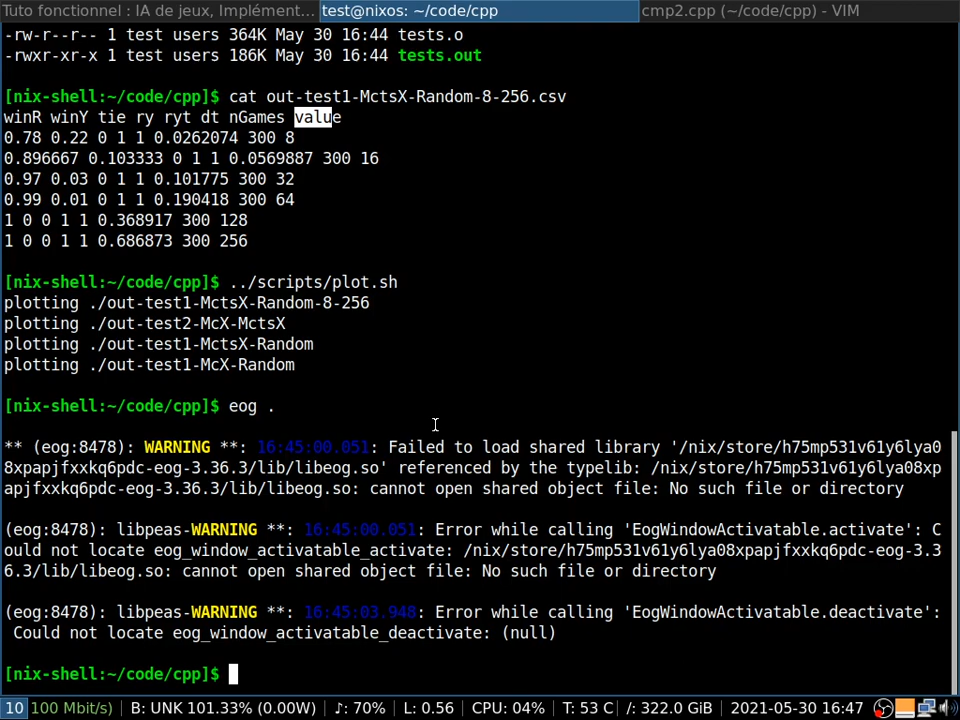 Tuto fonctionnel : IA de jeux, Implément...
test@nixos: ~/code/cpp
cmp2.cpp (~/code/cpp) - VIM
-rw-r--r-- 1 test users 364K May 30 16:44 tests.o
-rwxr-xr-x 1 test users 186K May 30 16:44 tests.out
[nix-shell:~/code/cpp]$ cat out-test1-MctsX-Random-8-256.csv
winR winY tie ry ryt dt nGames value
0.78 0.22 0 1 1 0.0262074 300 8
0.896667 0.103333 0 1 1 0.0569887 300 16
0.97 0.03 0 1 1 0.101775 300 32
0.99 0.01 0 1 1 0.190418 300 64
1 0 0 1 1 0.368917 300 128
1 0 0 1 1 0.686873 300 256
[nix-shell:~/code/cpp]$ ../scripts/plot.sh
plotting ./out-test1-MctsX-Random-8-256
plotting ./out-test2-McX-MctsX
plotting ./out-test1-MctsX-Random
plotting ./out-test1-McX-Random
[nix-shell:~/code/cpp]$ eog .
** (eog:8478): WARNING **: 16:45:00.051: Failed to load shared library '/nix/store/h75mp531v61y6lya0
8xpapjfxxkq6pdc-eog-3.36.3/lib/libeog.so' referenced by the typelib: /nix/store/h75mp531v61y6lya08xp
apjfxxkq6pdc-eog-3.36.3/lib/libeog.so: cannot open shared object file: No such file or directory
(eog:8478): libpeas-WARNING **: 16:45:00.051: Error while calling 'EogWindowActivatable.activate': C
ould not locate eog_window_activatable_activate: /nix/store/h75mp531v61y6lya08xpapjfxxkq6pdc-eog-3.3
6.3/lib/libeog.so: cannot open shared object file: No such file or directory
(eog:8478): libpeas-WARNING **: 16:45:03.948: Error while calling 'EogWindowActivatable.deactivate':
 Could not locate eog_window_activatable_deactivate: (null)
[nix-shell:~/code/cpp]$
10 100 Mbit/s) | B: UNK 101.33% (0.00W) | ♪: 70% | L: 0.56 | CPU: 04% | T: 53 C | /: 322.0 GiB | 2021-05-30 16:47